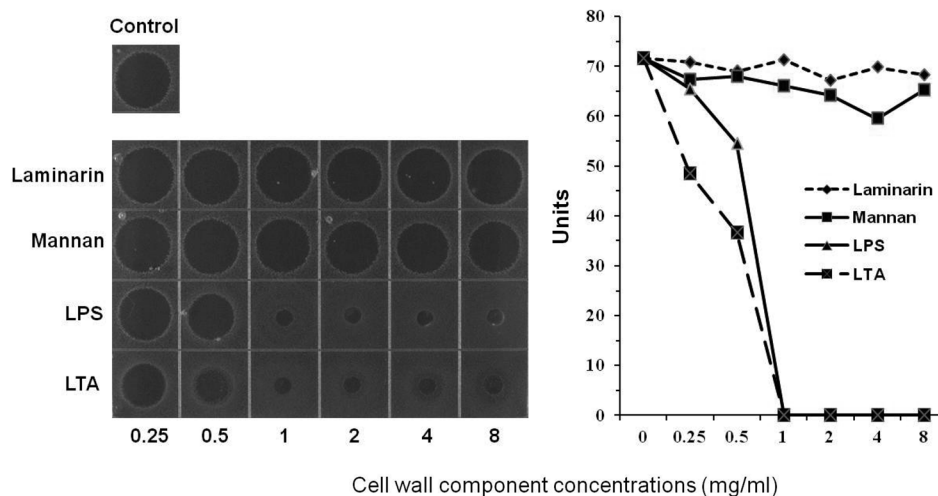 Control
Laminarin
Mannan
LPS
LTA
0.25 0.5 1 2 4 8
80
70
60
50
40
30
20
10
0
Units
0 0.25 0.5 1 2 4 8
Laminarin
Mannan
LPS
LTA
Cell wall component concentrations (mg/ml)